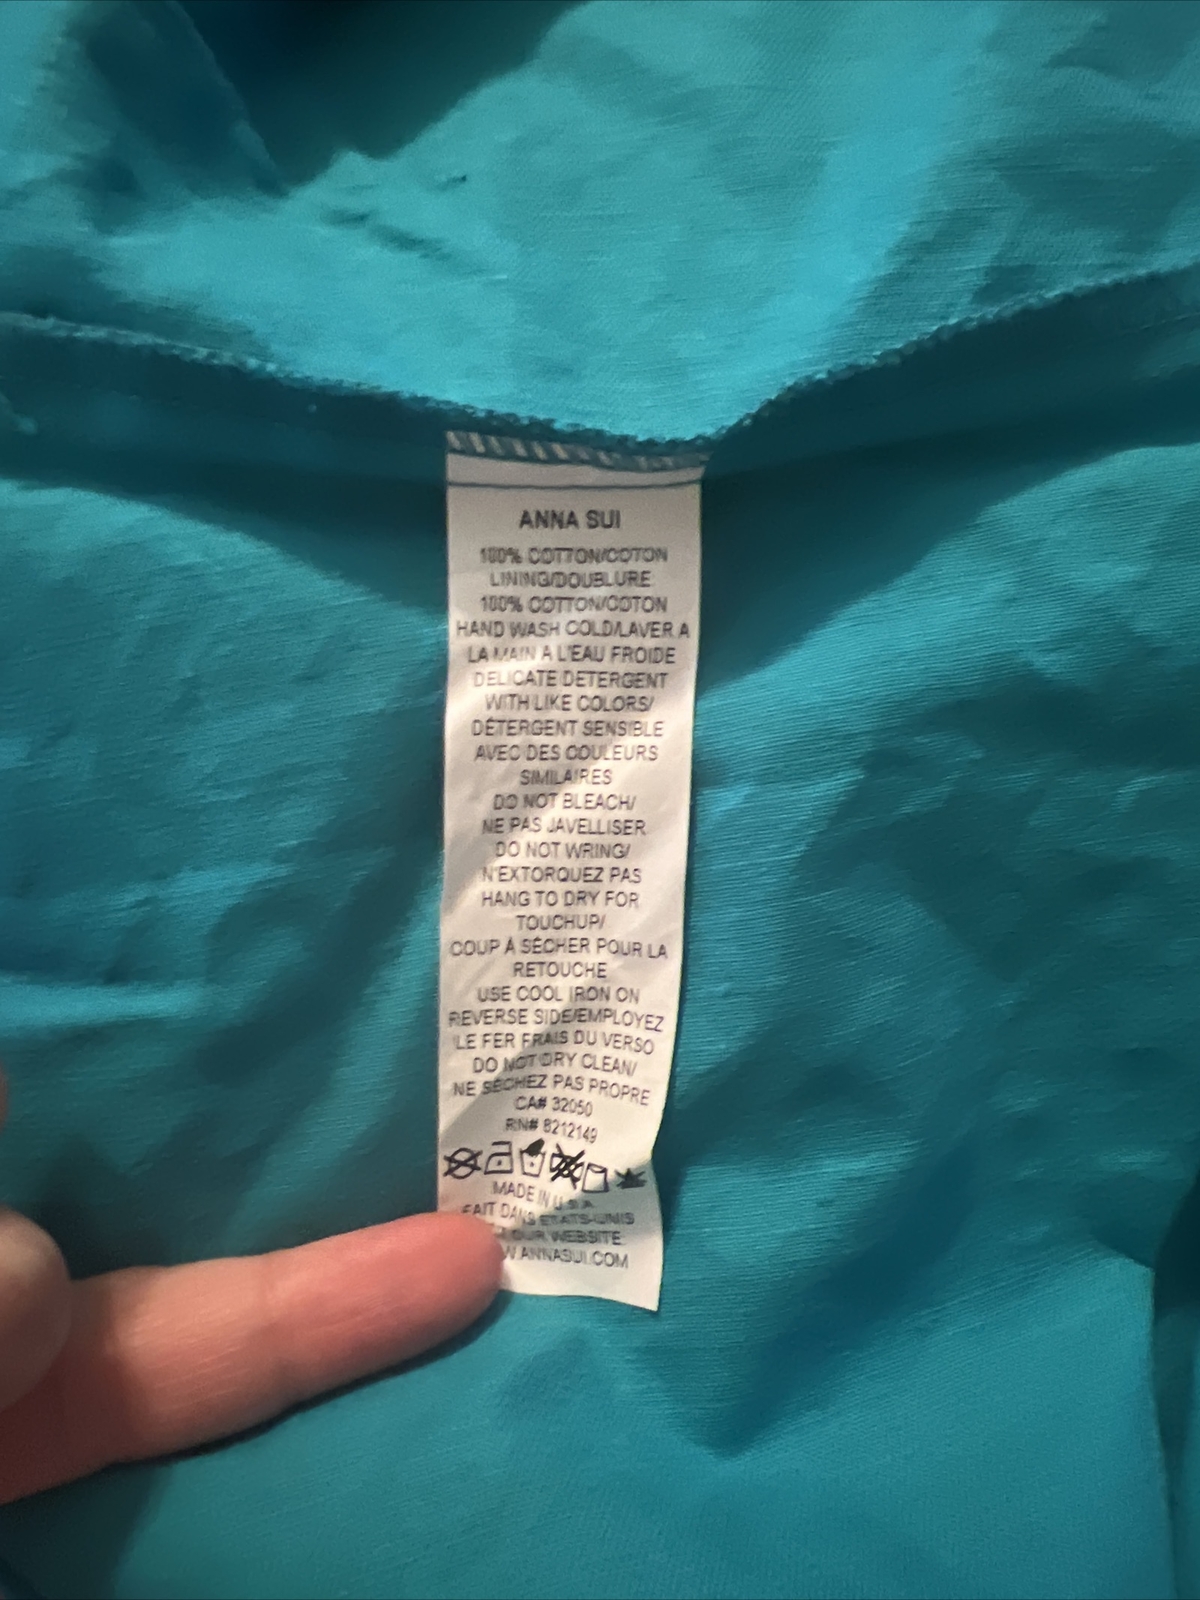 ANNA SUI
100% COTTON/COTON
LINING/DOUBLURE
100% COTTON/COTON
HAND WASH COLD/LAVER A
LA MAIN A L'EAU FROIDE
DELICATE DETERGENT
WITH LIKE COLORS/
DÉTERGENT SENSIBLE
AVEC DES COULEURS
SIMILAIRES
DO NOT BLEACH/
NE PAS JAVELLISER
DO NOT WRING/
N'EXTORQUEZ PAS
HANG TO DRY FOR
TOUCHUP/
COUP À SÉCHER POUR LA
RETOUCHE
USE COOL IRON ON
REVERSE SIDE/EMPLOYEZ
LE FER FRAIS DU VERSO
DO NOT DRY CLEAN/
NE SÉCHEZ PAS PROPRE
CA# 32050
RN# 8212149
MADE IN U.S.A.
FAIT DANS ETATS-UNIS
OUR WEBSITE
W.ANNASUI.COM